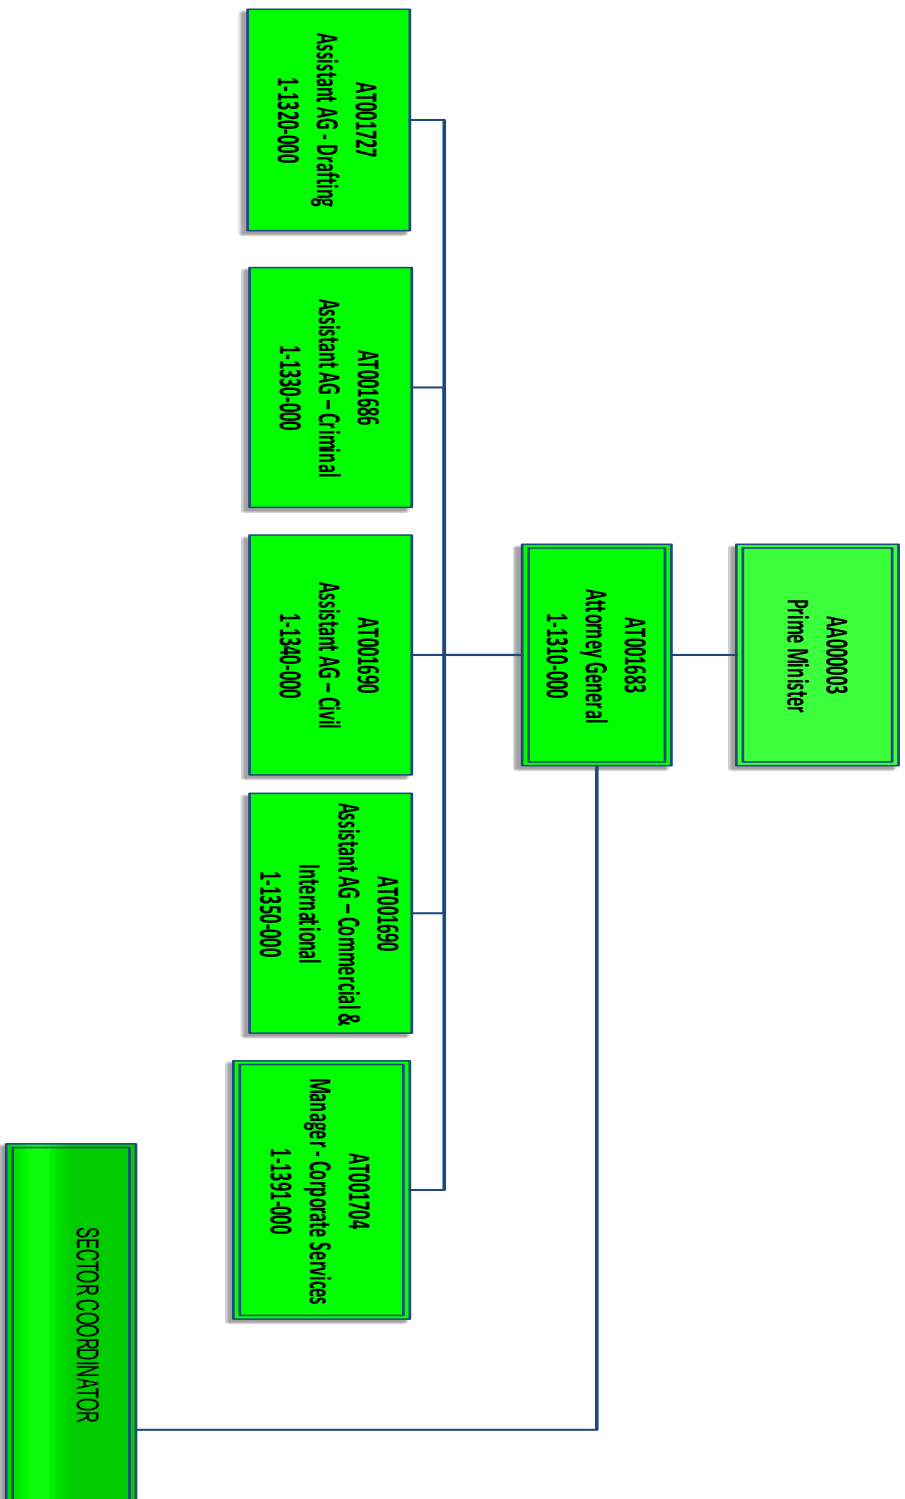 AA000003
Prime Minister
AT001683
Attorney General
1-1310-000
AT001727
Assistant AG - Drafting
1-1320-000
AT001686
Assistant AG – Criminal
1-1330-000
AT001690
Assistant AG – Civil
1-1340-000
AT001690
Assistant AG – Commercial &
International
1-1350-000
AT001704
Manager - Corporate Services
1-1391-000
SECTOR COORDINATOR